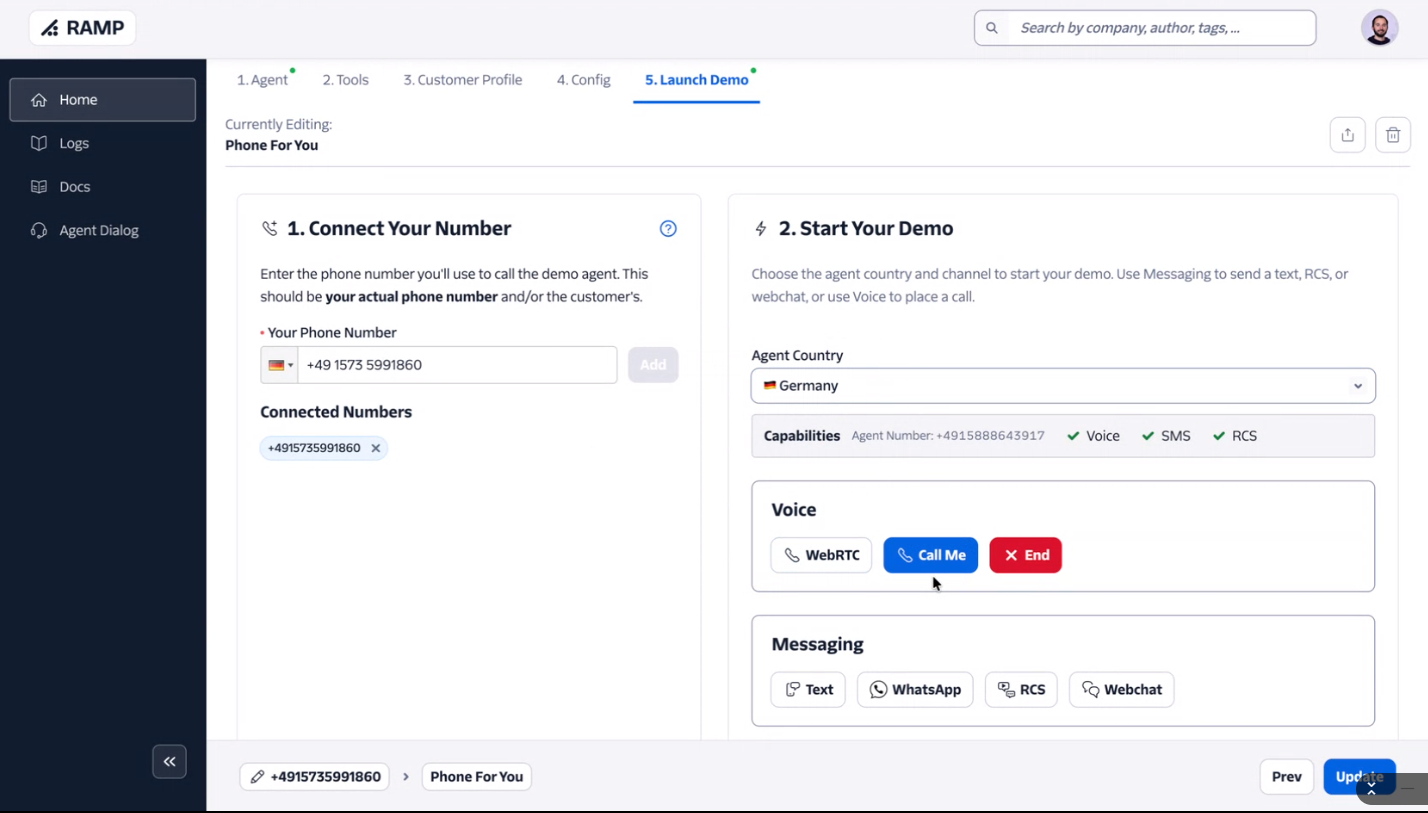 RAMP
Search by company, author, tags, ...
Home
Logs
Docs
Agent Dialog
1. Agent
2. Tools
3. Customer Profile
4. Config
5. Launch Demo
Currently Editing:
Phone For You
1. Connect Your Number
Enter the phone number you'll use to call the demo agent. This
should be your actual phone number and/or the customer's.
* Your Phone Number
+49 1573 5991860
Add
Connected Numbers
+4915735991860
2. Start Your Demo
Choose the agent country and channel to start your demo. Use Messaging to send a text, RCS, or
webchat, or use Voice to place a call.
Agent Country
Germany
Capabilities Agent Number: +4915888643917 Voice SMS RCS
Voice
WebRTC
Call Me
End
Messaging
Text
WhatsApp
RCS
Webchat
+4915735991860 › Phone For You
Prev
Update